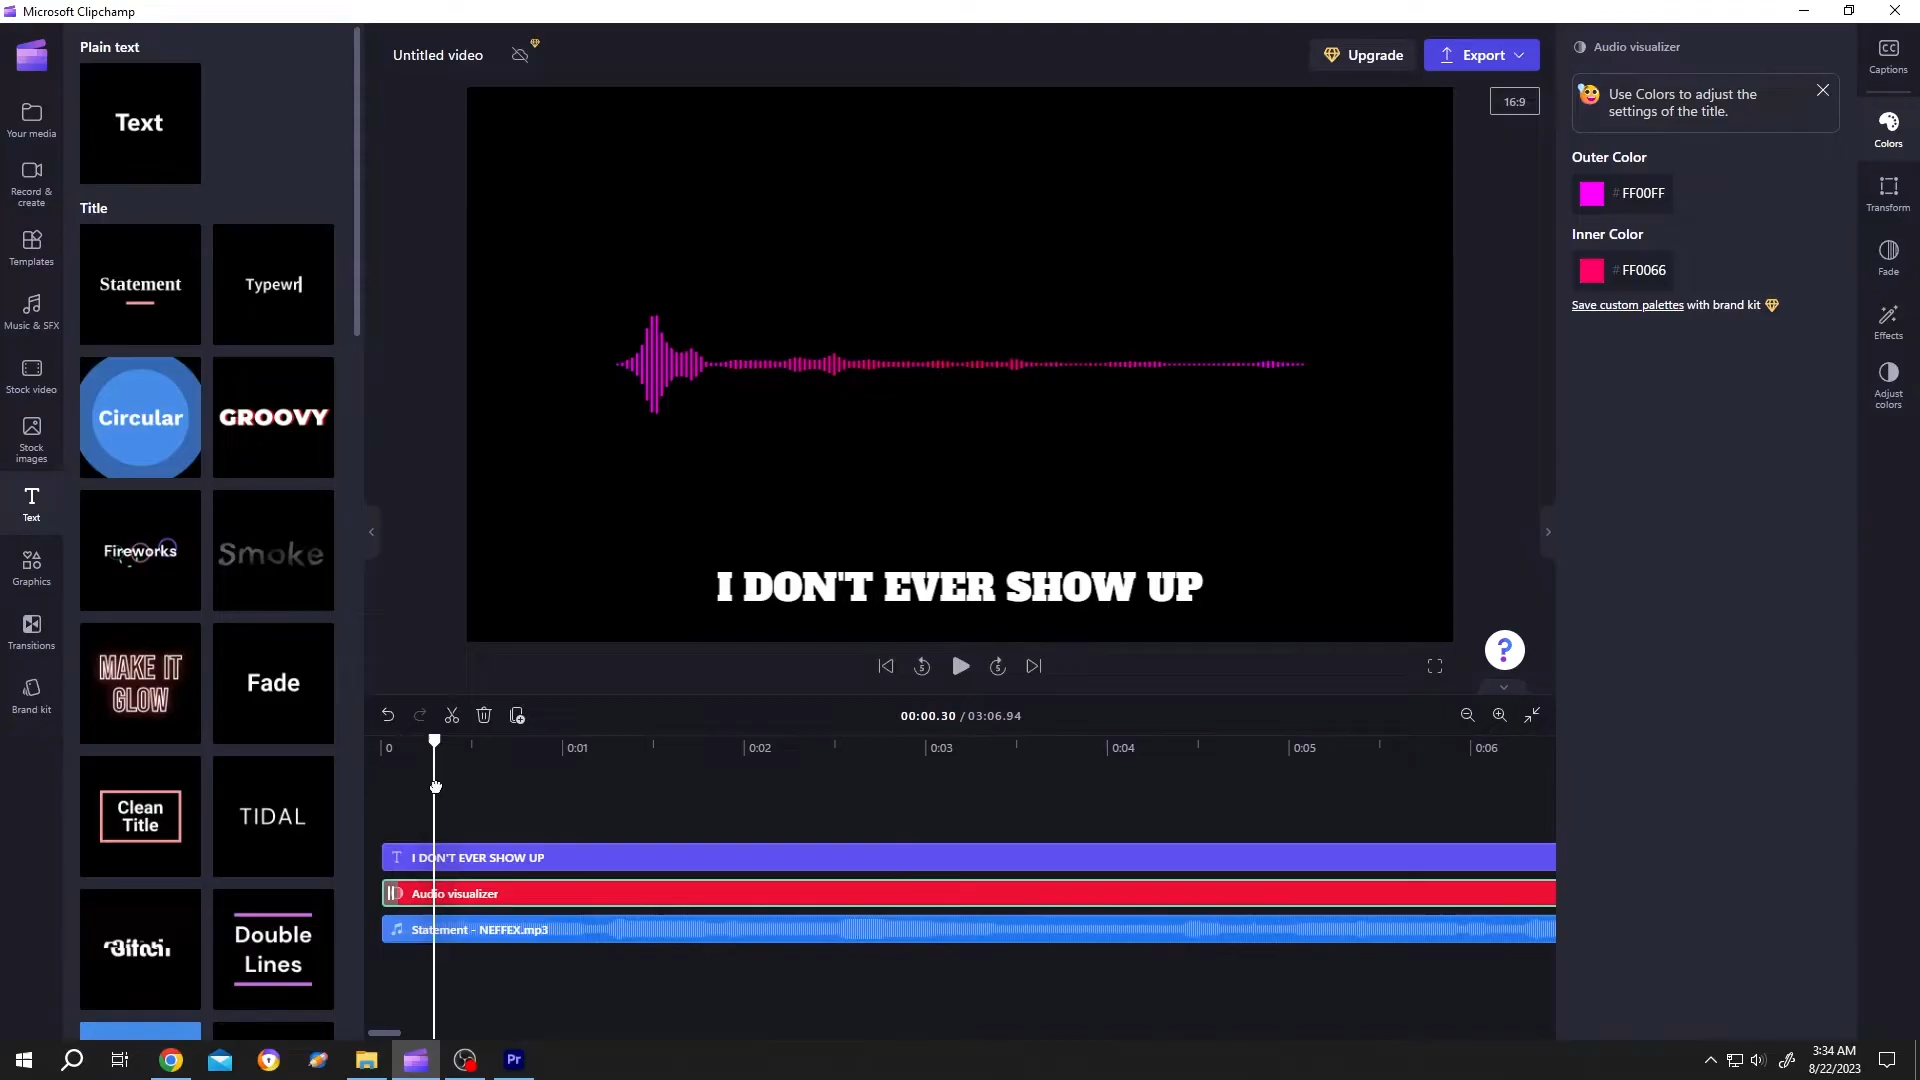 Microsoft Clipchamp
Plain text
Text
Title
Statement
Typewr
Circular
GROOVY
Fireworks
Smoke
MAKE IT
GLOW
Fade
Clean
Title
TIDAL
Glitch
Double
Lines
Your media
Record &
create
Templates
Music & SFX
Stock video
Stock
images
Text
Graphics
Transitions
Brand kit
Untitled video
Upgrade
Export
16:9
I DON'T EVER SHOW UP
5
5
?
00:00.30 / 03:06.94
0
0:01
0:02
0:03
0:04
0:05
0:06
T I DON'T EVER SHOW UP
Audio visualizer
Statement - NEFFEX.mp3
Audio visualizer
Use Colors to adjust the
settings of the title.
Outer Color
# FF00FF
Inner Color
# FF0066
Save custom palettes with brand kit
CC
Captions
Colors
Transform
Fade
Effects
Adjust
colors
Pr
3:34 AM
8/22/2023